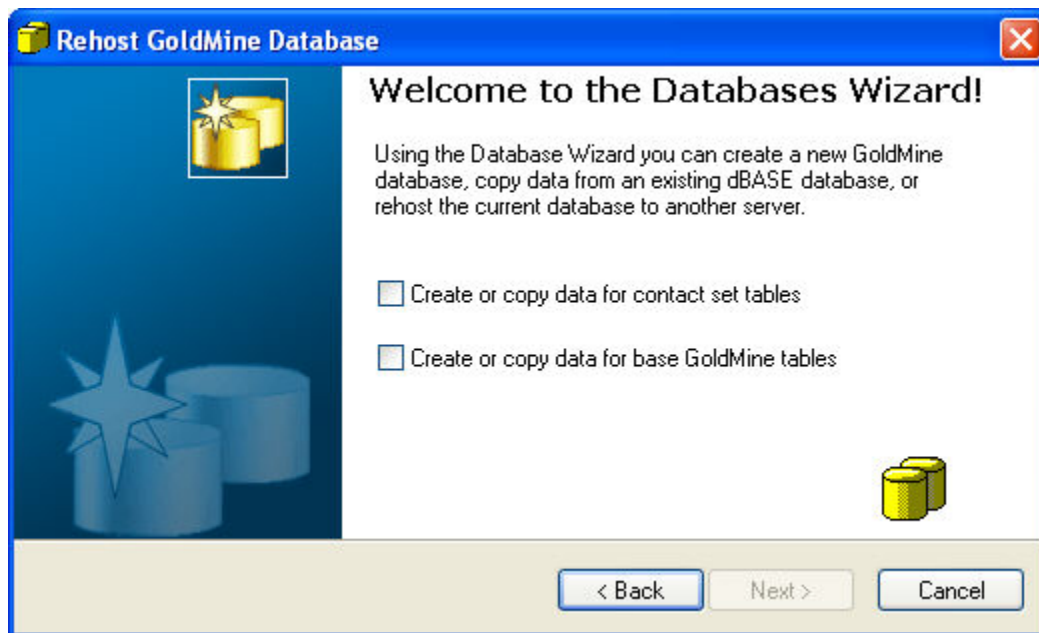 Rehost GoldMine Database
Welcome to the Databases Wizard!
Using the Database Wizard you can create a new GoldMine
database, copy data from an existing dBASE database, or
rehost the current database to another server.
Create or copy data for contact set tables
Create or copy data for base GoldMine tables
< Back
Next >
Cancel